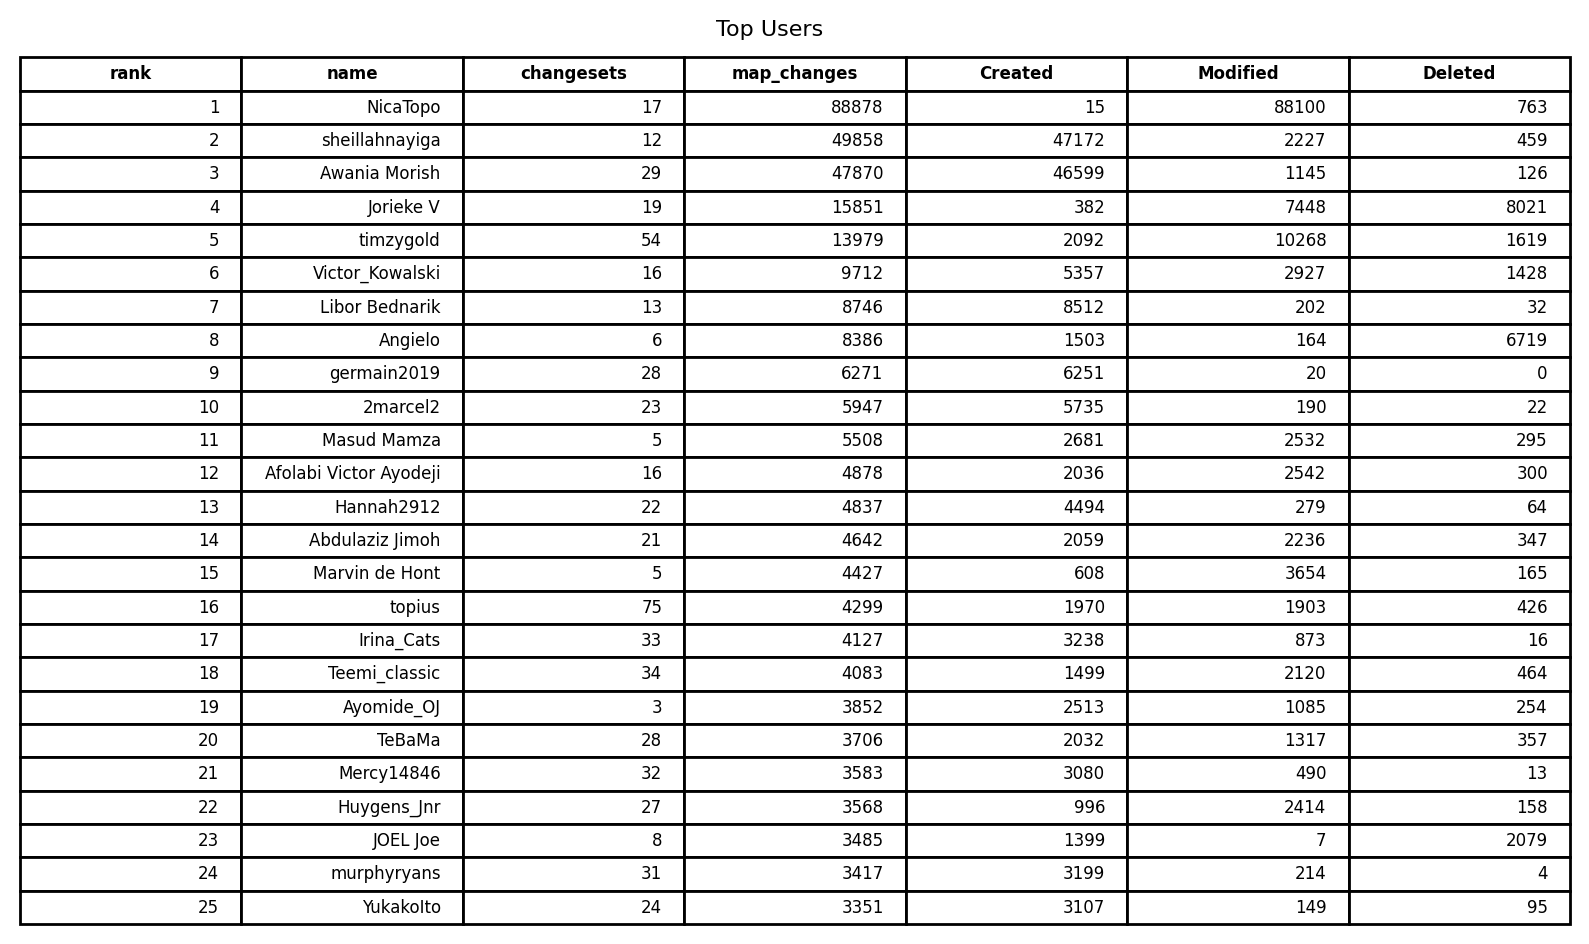 Top Users
rank name changesets map_changes Created Modified Deleted
1 NicaTopo 17 88878 15 88100 763
2 sheillahnayiga 12 49858 47172 2227 459
3 Awania Morish 29 47870 46599 1145 126
4 Jorieke V 19 15851 382 7448 8021
5 timzygold 54 13979 2092 10268 1619
6 Victor_Kowalski 16 9712 5357 2927 1428
7 Libor Bednarik 13 8746 8512 202 32
8 Angielo 6 8386 1503 164 6719
9 germain2019 28 6271 6251 20 0
10 2marcel2 23 5947 5735 190 22
11 Masud Mamza 5 5508 2681 2532 295
12 Afolabi Victor Ayodeji 16 4878 2036 2542 300
13 Hannah2912 22 4837 4494 279 64
14 Abdulaziz Jimoh 21 4642 2059 2236 347
15 Marvin de Hont 5 4427 608 3654 165
16 topius 75 4299 1970 1903 426
17 Irina_Cats 33 4127 3238 873 16
18 Teemi_classic 34 4083 1499 2120 464
19 Ayomide_OJ 3 3852 2513 1085 254
20 TeBaMa 28 3706 2032 1317 357
21 Mercy14846 32 3583 3080 490 13
22 Huygens_Jnr 27 3568 996 2414 158
23 JOEL Joe 8 3485 1399 7 2079
24 murphyryans 31 3417 3199 214 4
25 YukakoIto 24 3351 3107 149 95